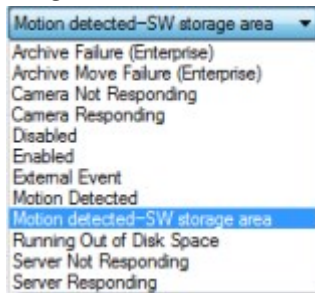 Motion detected-SW storage area
Archive Failure (Enterprise)
Archive Move Failure (Enterprise)
Camera Not Responding
Camera Responding
Disabled
Enabled
External Event
Motion Detected
Motion detected-SW storage area
Running Out of Disk Space
Server Not Responding
Server Responding